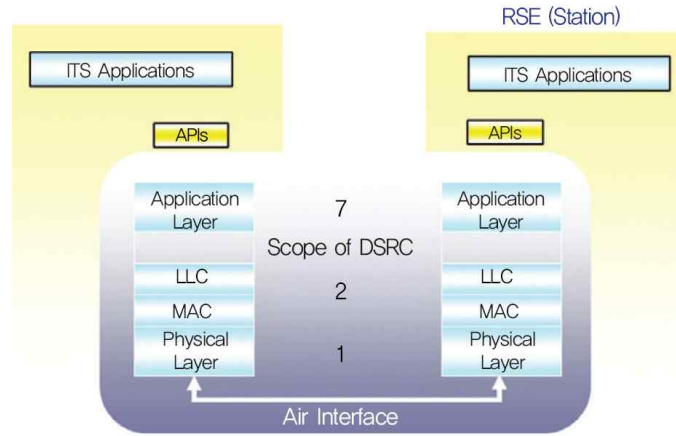 RSE (Station)
ITS Applications
ITS Applications
APIs
APIs
Application
Layer
7
Application
Layer
Scope of DSRC
LLC
2
LLC
MAC
MAC
Physical
Layer
1
Physical
Layer
Air Interface